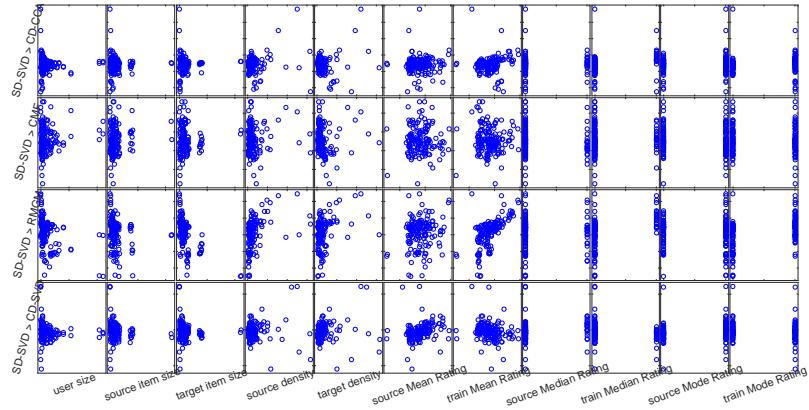 SD-SVD > CD-CC
SD-SVD > CMF
SD-SVD > RMGM
SD-SVD > CD-SVD
user size
source item size
target item size
source density
target density
source Mean Rating
train Mean Rating
source Median Rating
train Median Rating
source Mode Rating
train Mode Rating